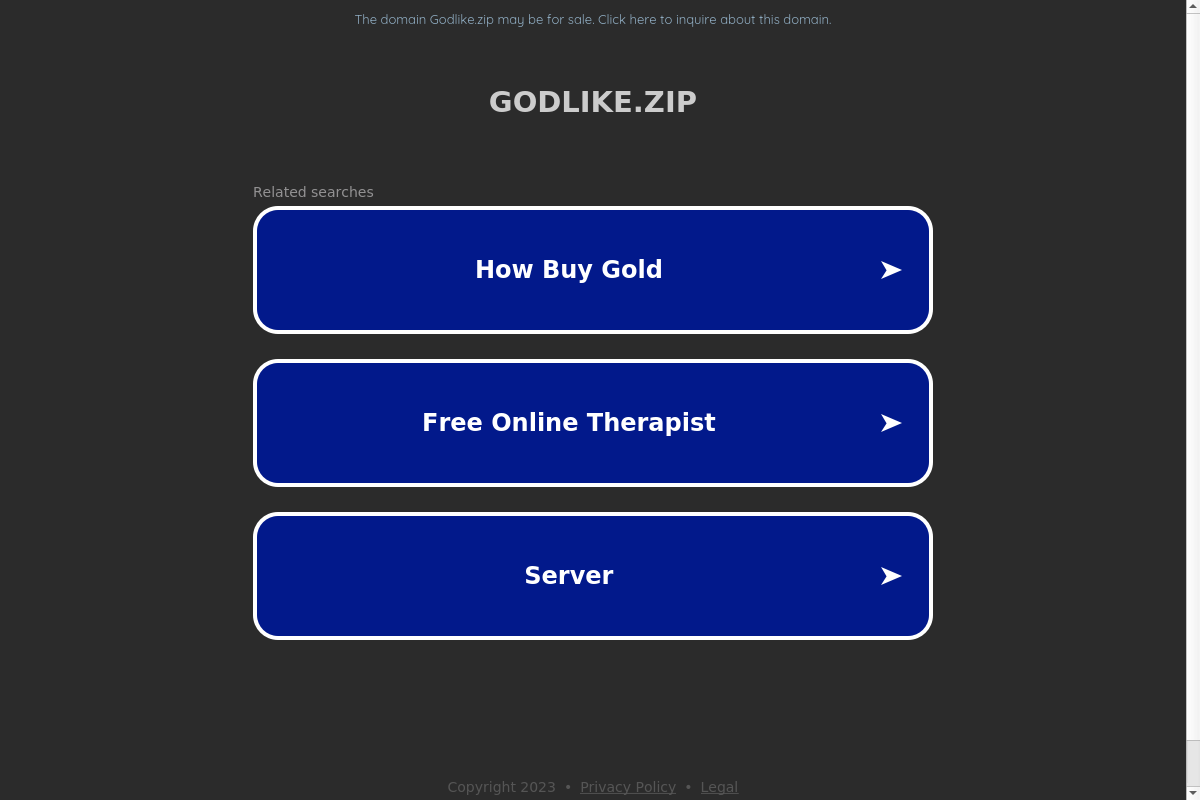 The domain Godlike.zip may be for sale. Click here to inquire about this domain.
GODLIKE.ZIP
Related searches
How Buy Gold
Free Online Therapist
Server
Copyright 2023 • Privacy Policy • Legal